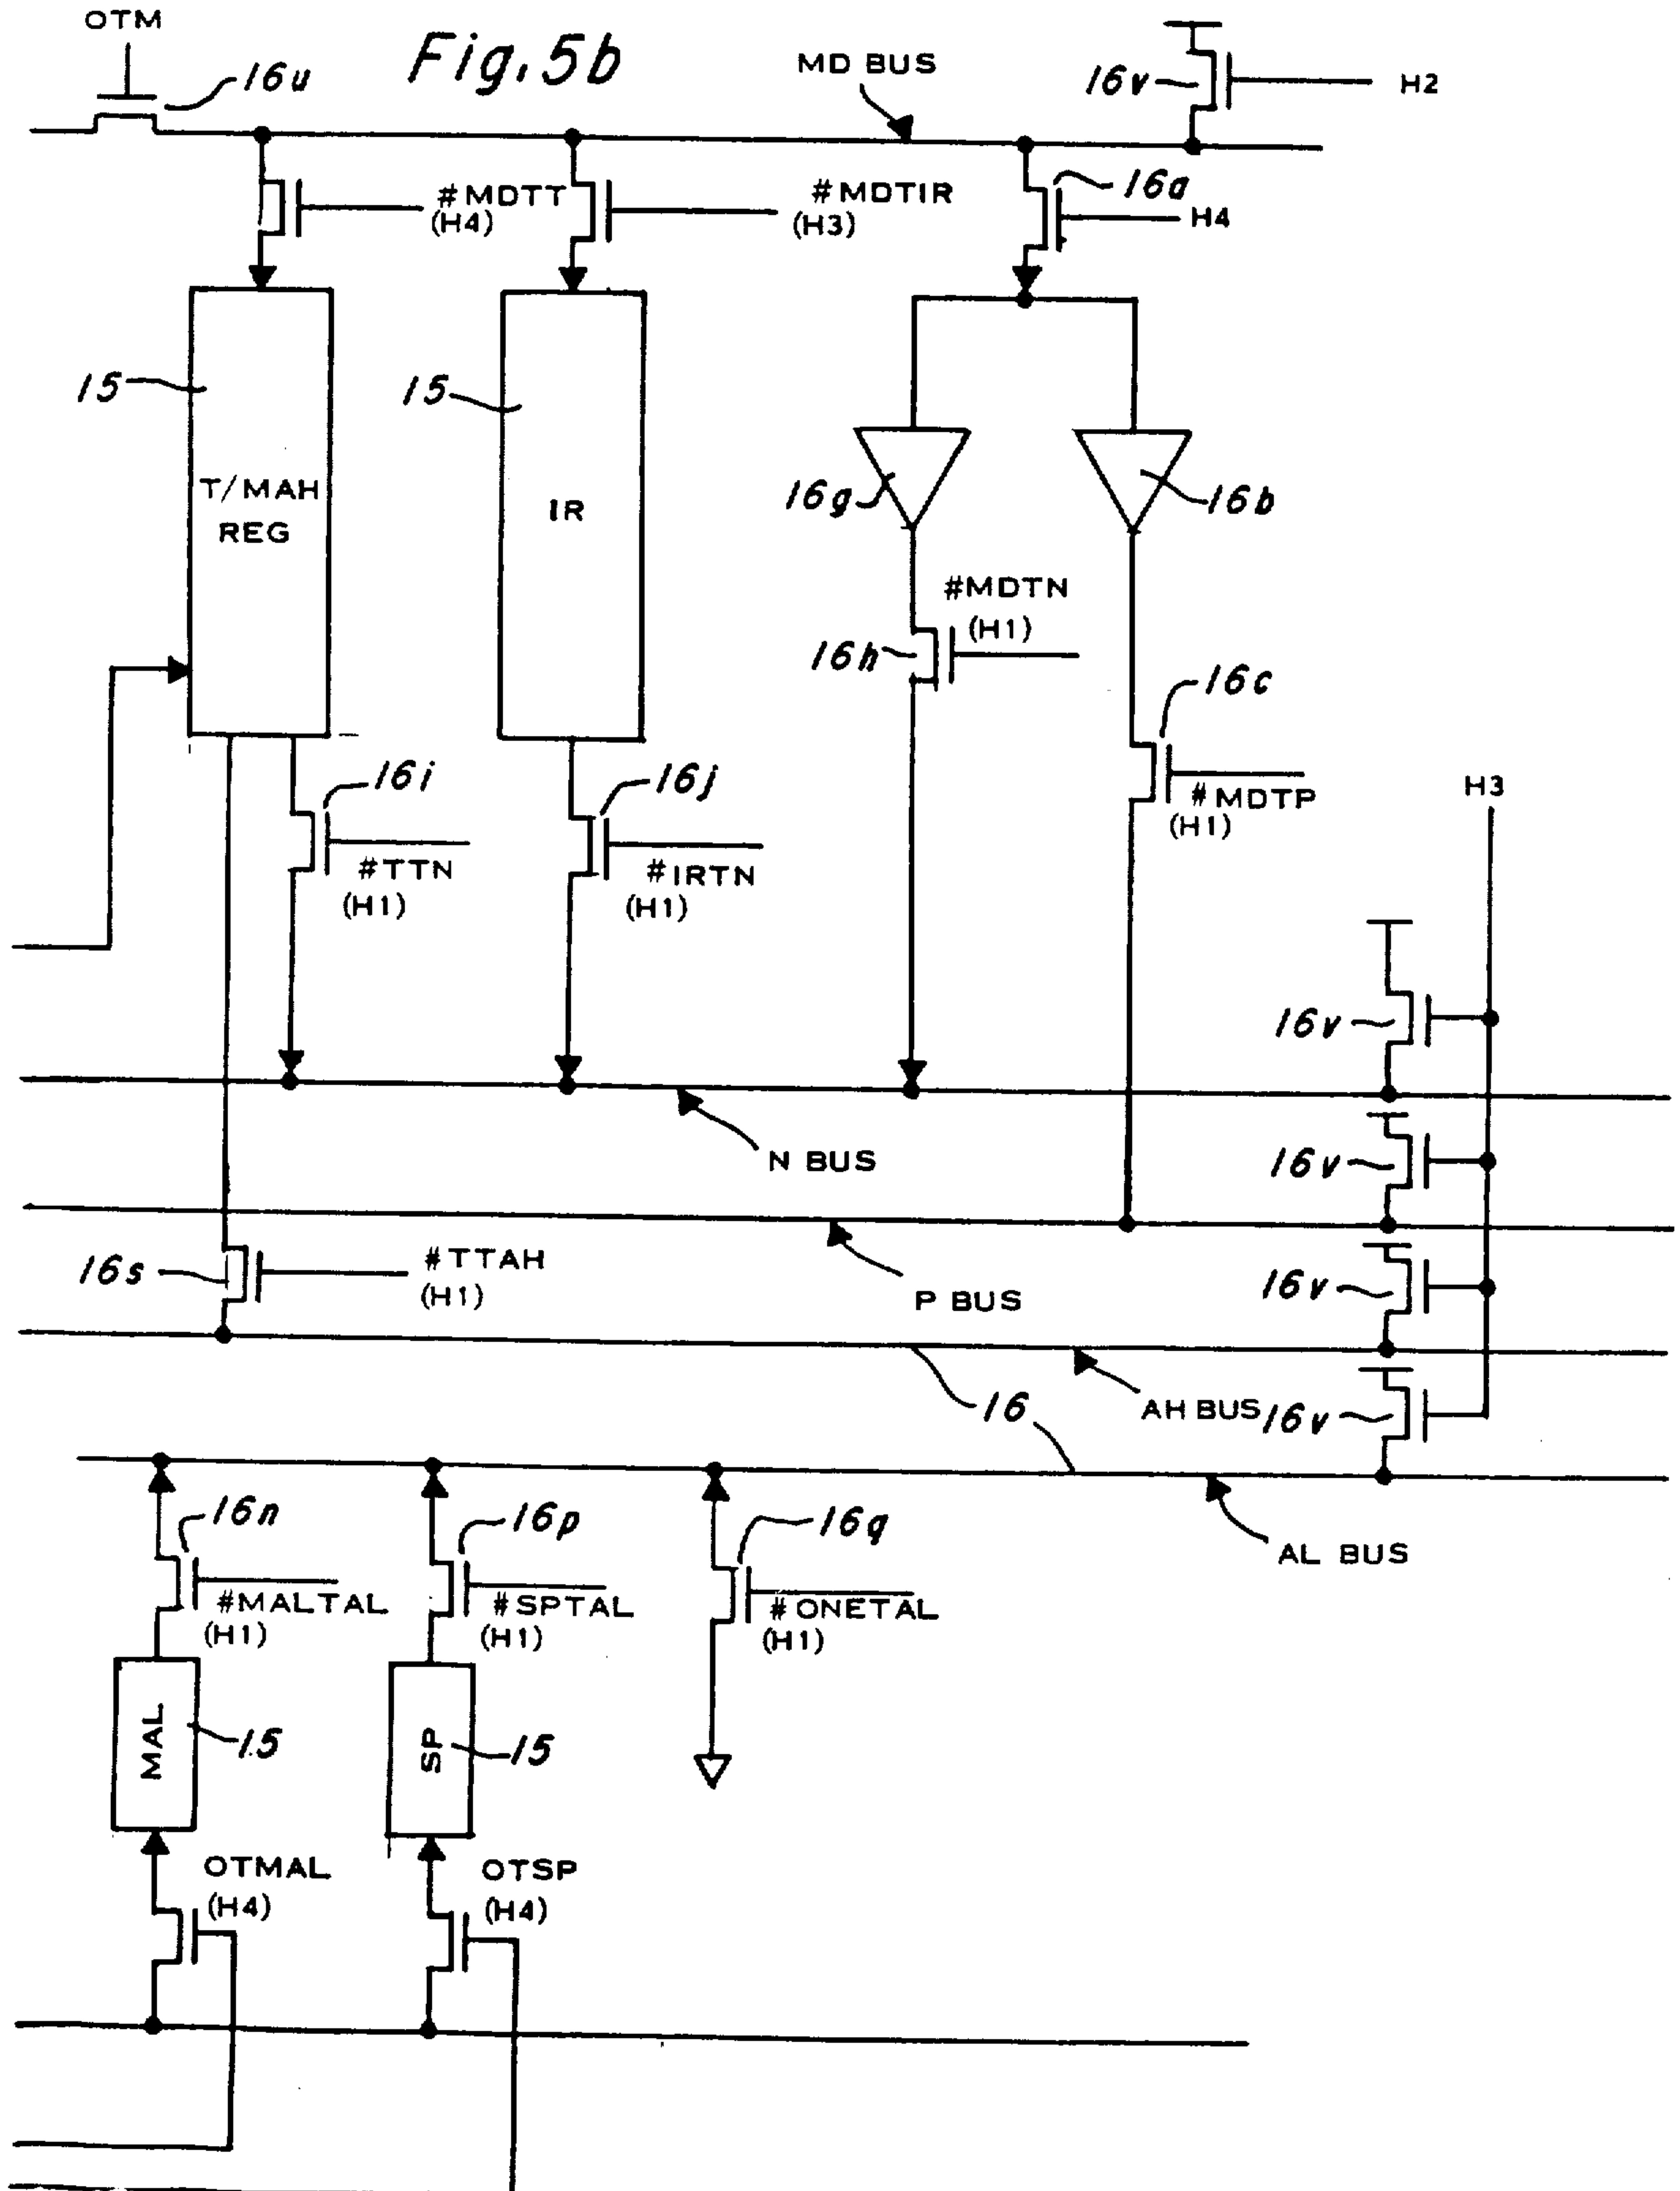 OTM
Fig. 5b
16u
MD BUS
16v
H2
#MDTT
(H4)
#MDTIR
(H3)
16a
H4
15
T/MAH
REG
15
IR
16g
16b
#MDTN
(H1)
16h
16c
#MDTP
(H1)
H3
16i
#TTN
(H1)
16j
#IRTN
(H1)
16v
N BUS
16v
16s
#TTAH
(H1)
P BUS
16v
16
AH BUS
16v
AL BUS
16n
#MALTAL
(H1)
16p
#SPTAL
(H1)
16q
#ONETAL
(H1)
MAL
15
SP
15
OTMAL
(H4)
OTSP
(H4)